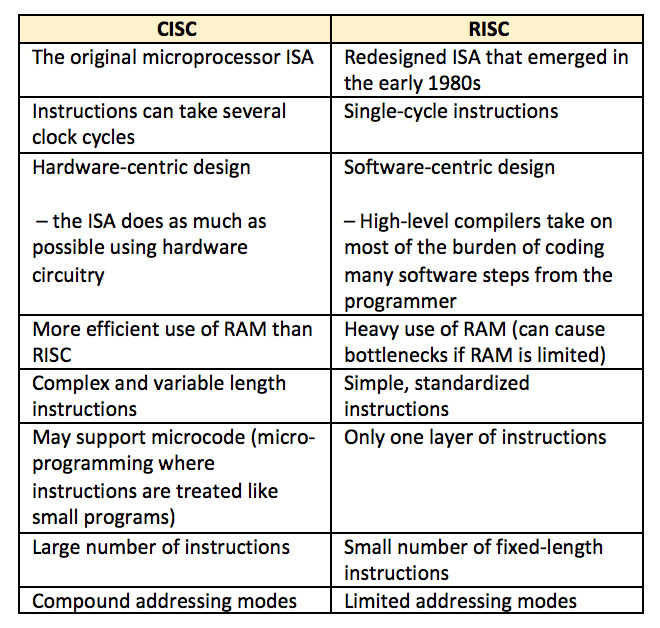 CISC
RISC
The original microprocessor ISA
Redesigned ISA that emerged in
the early 1980s
Instructions can take several
clock cycles
Single-cycle instructions
Hardware-centric design
– the ISA does as much as
possible using hardware
circuitry
Software-centric design
– High-level compilers take on
most of the burden of coding
many software steps from the
programmer
More efficient use of RAM than
RISC
Heavy use of RAM (can cause
bottlenecks if RAM is limited)
Complex and variable length
instructions
Simple, standardized
instructions
May support microcode (micro-
programming where
instructions are treated like
small programs)
Only one layer of instructions
Large number of instructions
Small number of fixed-length
instructions
Compound addressing modes
Limited addressing modes